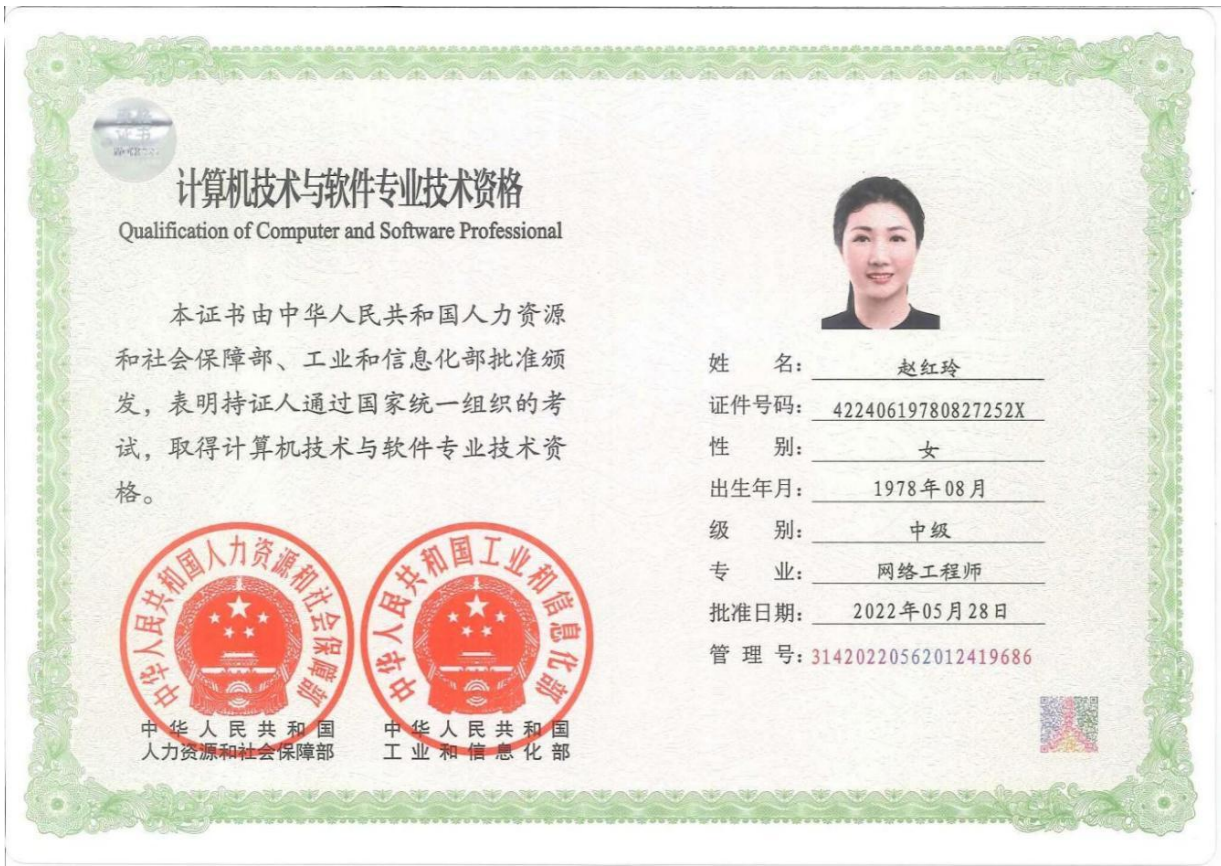 计算机技术与软件专业技术资格
Qualification of Computer and Software Professional
本证书由中华人民共和国人力资源
和社会保障部、工业和信息化部批准颁
发，表明持证人通过国家统一组织的考
试，取得计算机技术与软件专业技术资
格。
中华人民共和国人力资源和社会保障部
中华人民共和国工业和信息化部
中华人民共和国
人力资源和社会保障部
中华人民共和国
工业和信息化部
姓 名： 赵红玲
证件号码： 42240619780827252X
性 别： 女
出生年月： 1978年08月
级 别： 中级
专 业： 网络工程师
批准日期： 2022年05月28日
管 理 号： 31420220562012419686